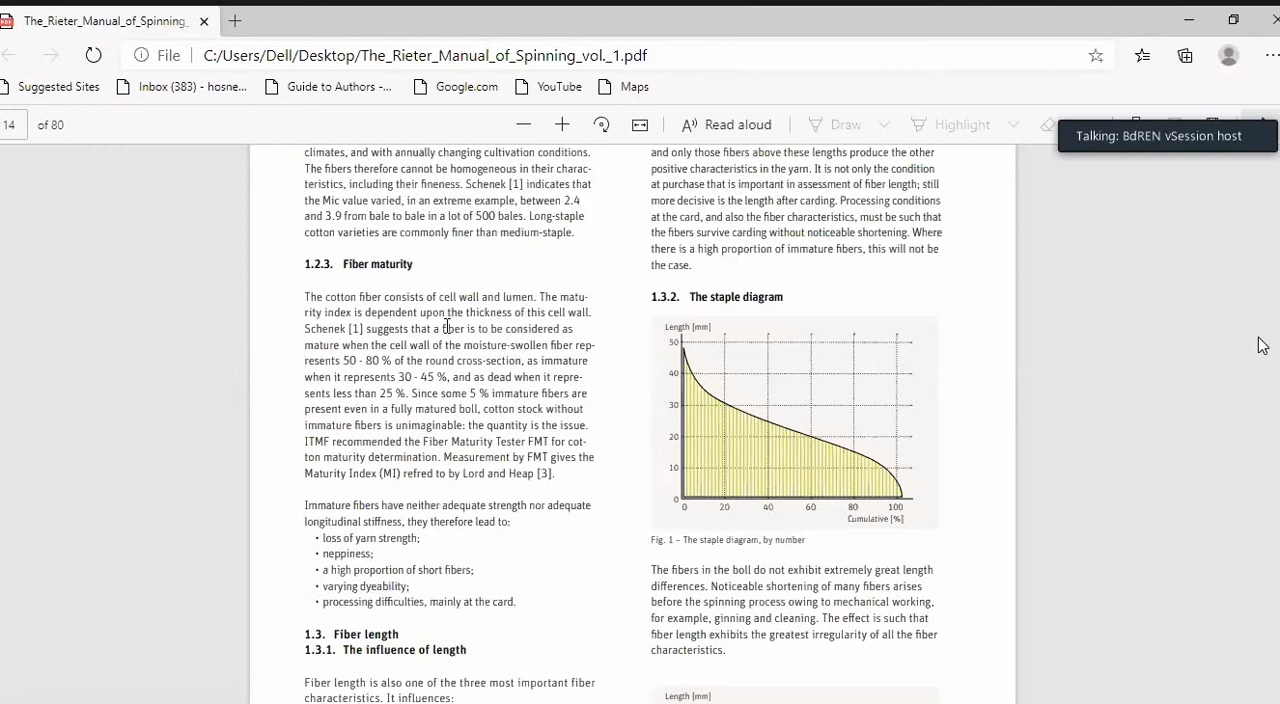 The_Rieter_Manual_of_Spinning_
C:/Users/Dell/Desktop/The_Rieter_Manual_of_Spinning_vol._1.pdf
File
Suggested Sites
Inbox (383) - hosne...
Guide to Authors -...
Google.com
YouTube
Maps
14 of 80
Read aloud
Draw
Highlight
Talking: BdREN vSession host
climates, and with annually changing cultivation conditions.
The fibers therefore cannot be homogeneous in their charac-
teristics, including their fineness. Schenek [1] indicates that
the Mic value varied, in an extreme example, between 2.4
and 3.9 from bale to bale in a lot of 500 bales. Long-staple
cotton varieties are commonly finer than medium-staple.
1.2.3. Fiber maturity
The cotton fiber consists of cell wall and lumen. The matu-
rity index is dependent upon the thickness of this cell wall.
Schenek [1] suggests that a fiber is to be considered as
mature when the cell wall of the moisture-swollen fiber rep-
resents 50 - 80 % of the round cross-section, as immature
when it represents 30 - 45 %, and as dead when it repre-
sents less than 25 %. Since some 5 % immature fibers are
present even in a fully matured boll, cotton stock without
immature fibers is unimaginable: the quantity is the issue.
ITMF recommended the Fiber Maturity Tester FMT for cot-
ton maturity determination. Measurement by FMT gives the
Maturity Index (MI) refred to by Lord and Heap [3].
Immature fibers have neither adequate strength nor adequate
longitudinal stiffness, they therefore lead to:
• loss of yarn strength;
• neppiness;
• a high proportion of short fibers;
• varying dyeability;
• processing difficulties, mainly at the card.
1.3. Fiber length
1.3.1. The influence of length
Fiber length is also one of the three most important fiber
characteristics. It influences:
and only those fibers above these lengths produce the other
positive characteristics in the yarn. It is not only the condition
at purchase that is important in assessment of fiber length; still
more decisive is the length after carding. Processing conditions
at the card, and also the fiber characteristics, must be such that
the fibers survive carding without noticeable shortening. Where
there is a high proportion of immature fibers, this will not be
the case.
1.3.2. The staple diagram
Length [mm]
50
40
30
20
10
0
0 20 40 60 80 100
Cumulative [%]
Fig. 1 – The staple diagram, by number
The fibers in the boll do not exhibit extremely great length
differences. Noticeable shortening of many fibers arises
before the spinning process owing to mechanical working,
for example, ginning and cleaning. The effect is such that
fiber length exhibits the greatest irregularity of all the fiber
characteristics.
Length [mm]